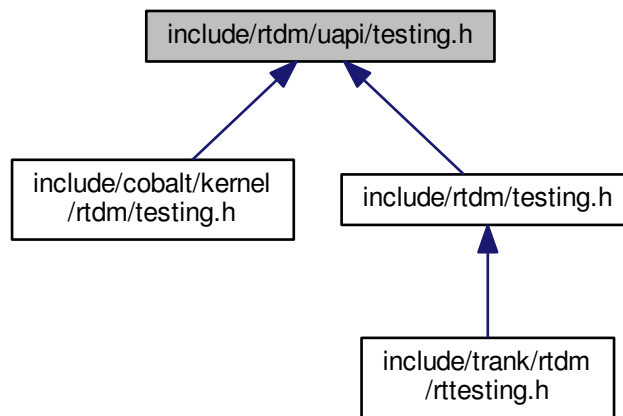 include/rtdm/uapi/testing.h
include/cobalt/kernel
/rtdm/testing.h
include/rtdm/testing.h
include/trank/rtdm
/rttesting.h